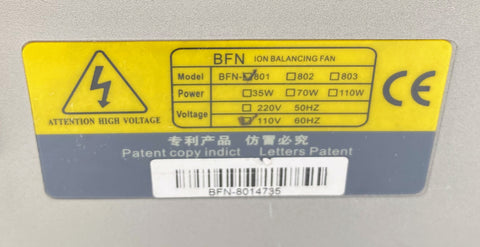 BFN ION BALANCING FAN
Model BFN-☑801 ☐802 ☐803
Power ☐35W ☐70W ☐110W
Voltage ☐220V 50HZ
☑110V 60HZ
ATTENTION HIGH VOLTAGE
CE
专利产品 仿冒必究
Patent copy indict Letters Patent
BFN-8014735